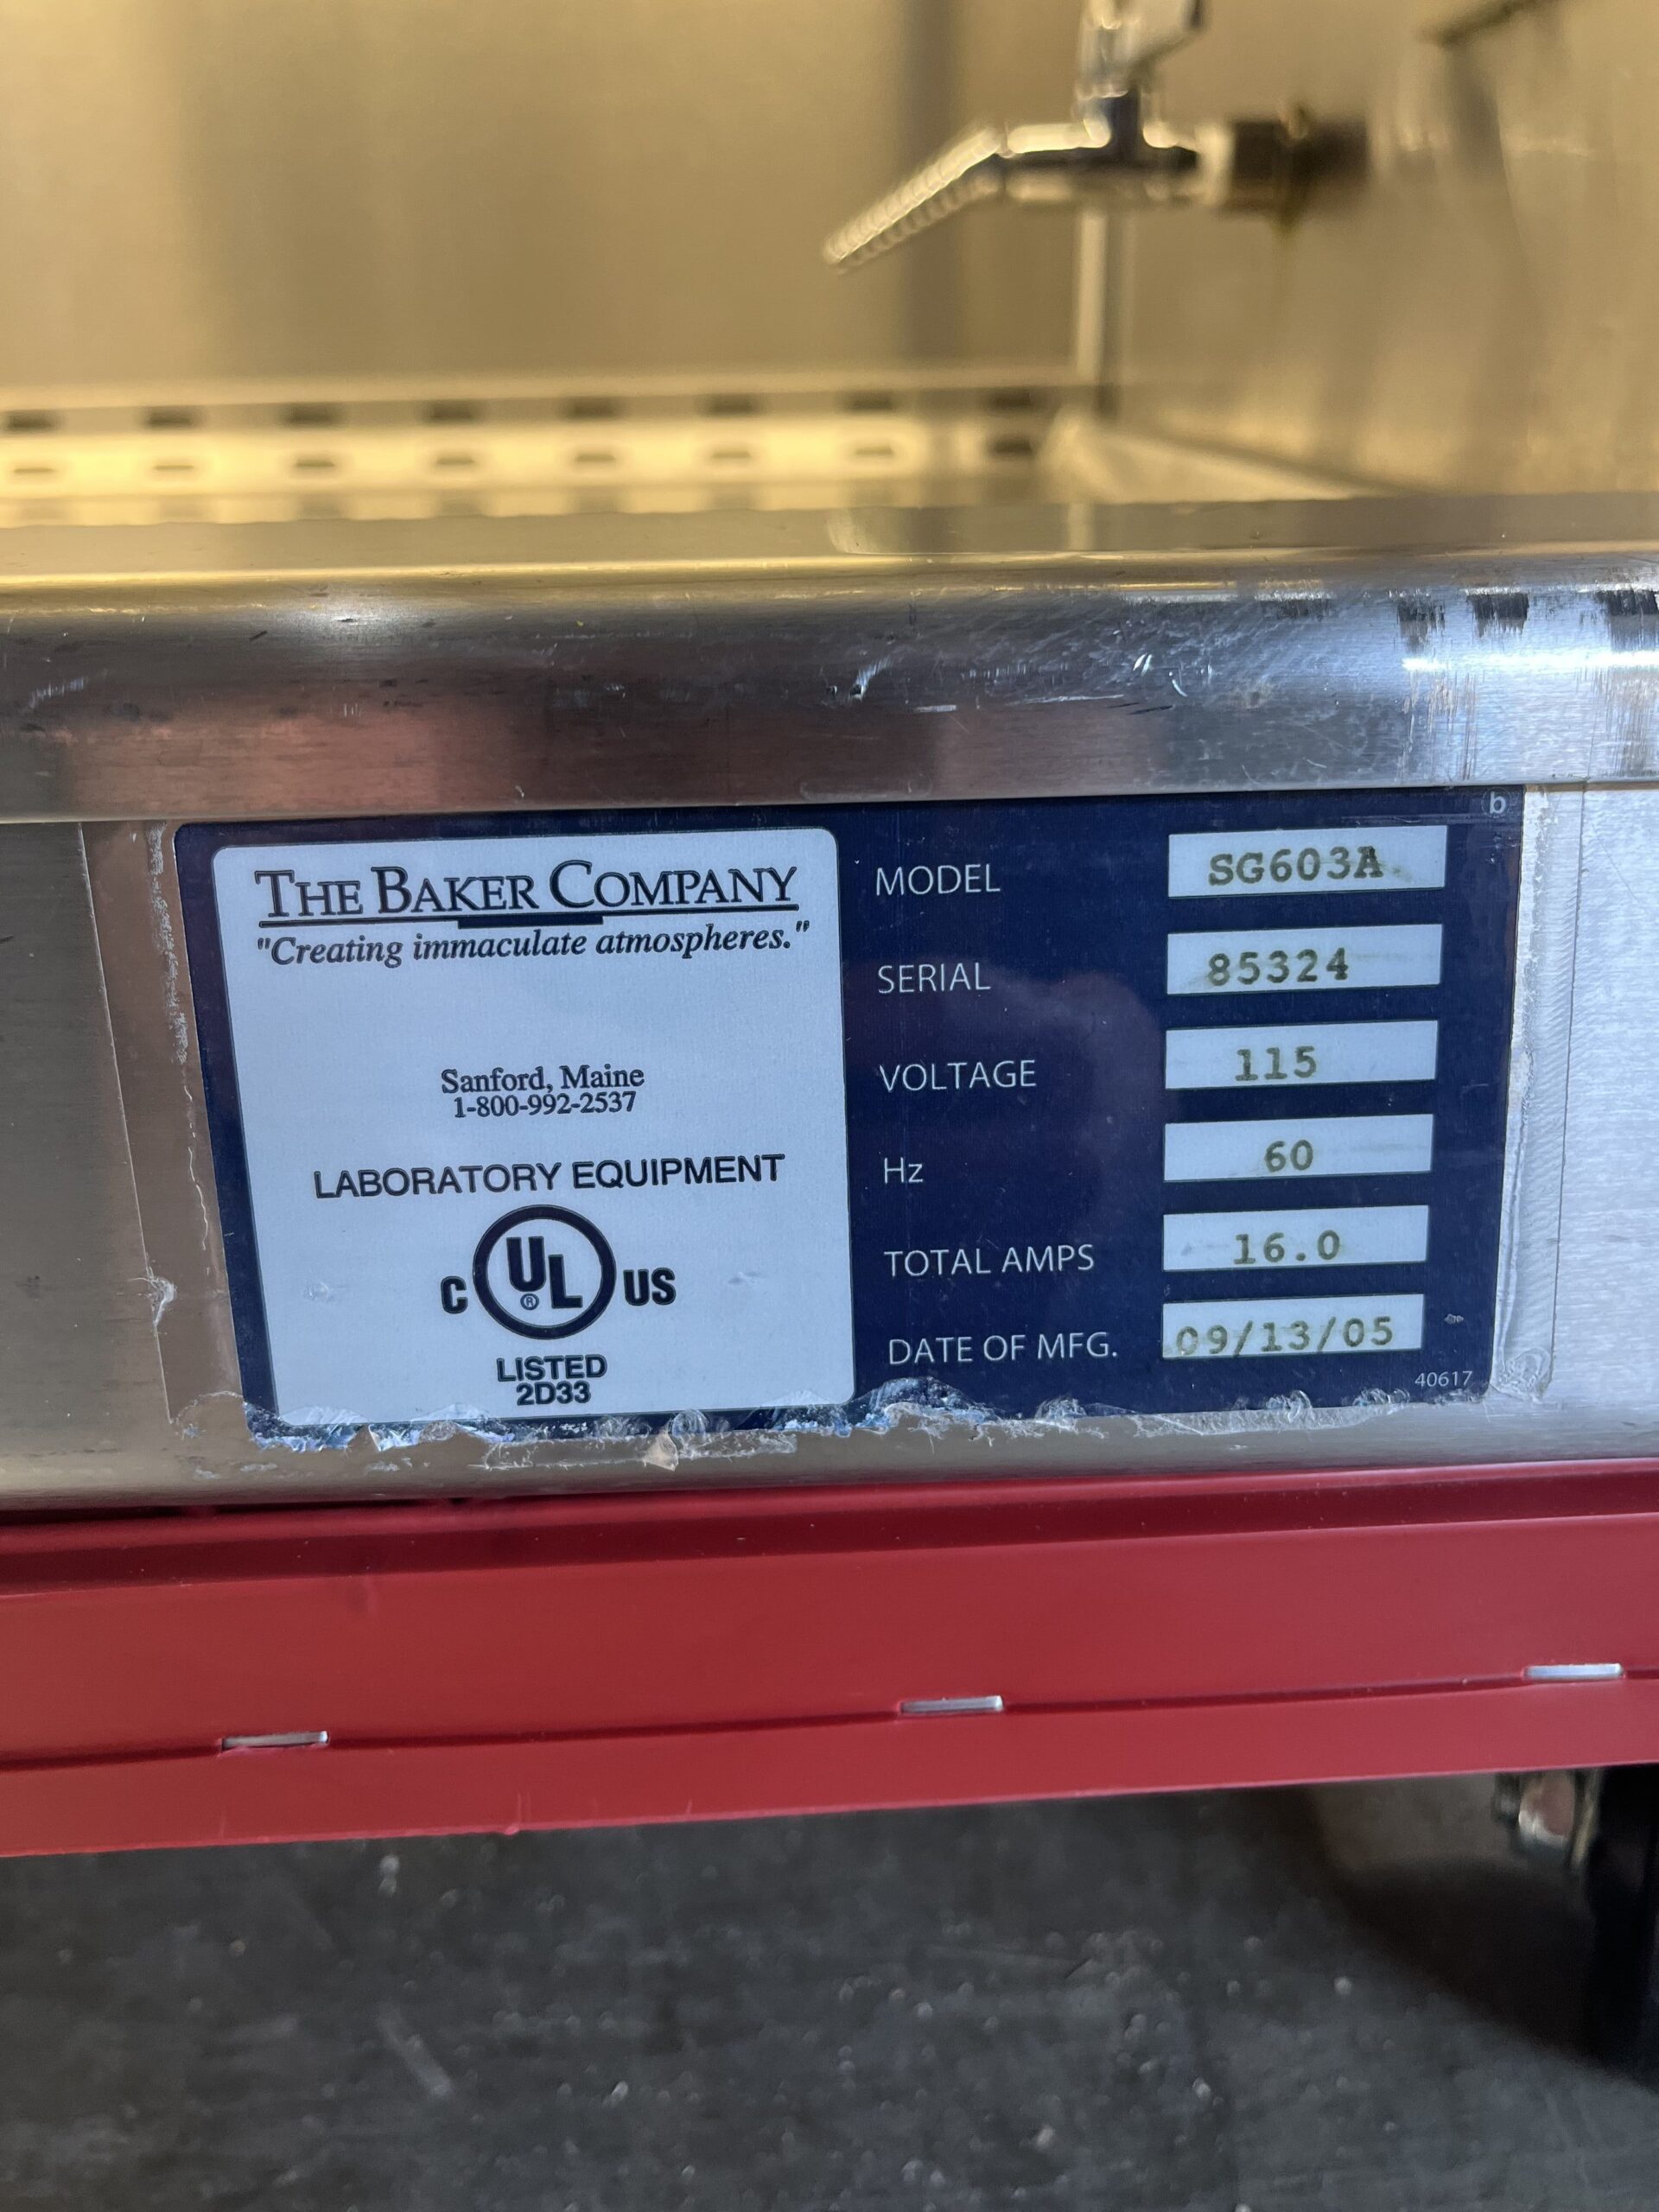 THE BAKER COMPANY
"Creating immaculate atmospheres."
Sanford, Maine
1-800-992-2537
LABORATORY EQUIPMENT
C UL ® US
LISTED
2D33
b
MODEL SG603A
SERIAL 85324
VOLTAGE 115
Hz 60
TOTAL AMPS 16.0
DATE OF MFG. 09/13/05
40617